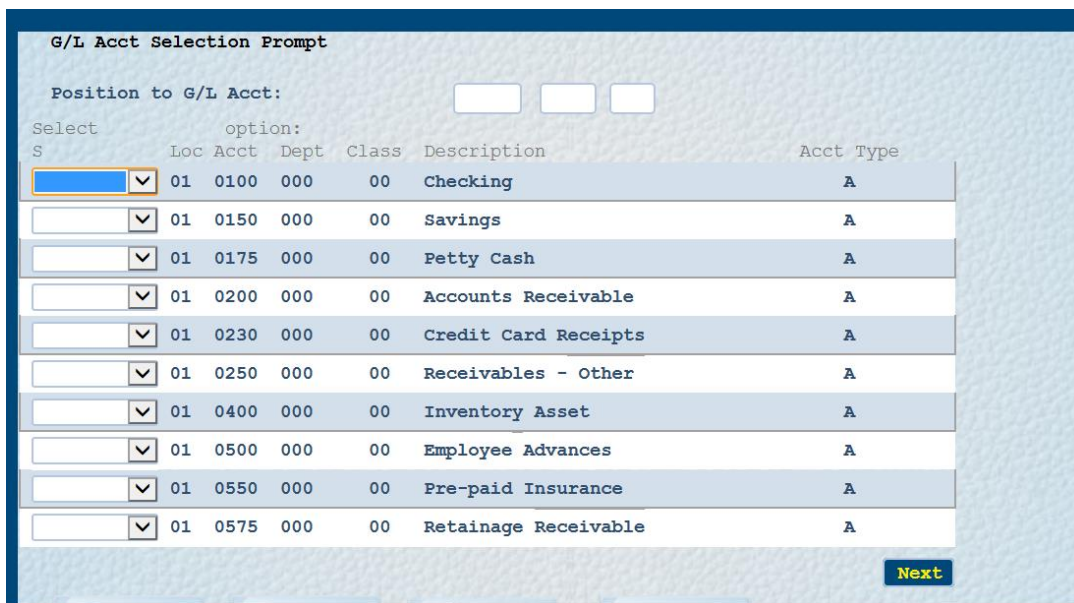 G/L Acct Selection Prompt
Position to G/L Acct:
Select option:
S Loc Acct Dept Class Description Acct Type
01 0100 000 00 Checking A
01 0150 000 00 Savings A
01 0175 000 00 Petty Cash A
01 0200 000 00 Accounts Receivable A
01 0230 000 00 Credit Card Receipts A
01 0250 000 00 Receivables - Other A
01 0400 000 00 Inventory Asset A
01 0500 000 00 Employee Advances A
01 0550 000 00 Pre-paid Insurance A
01 0575 000 00 Retainage Receivable A
Next